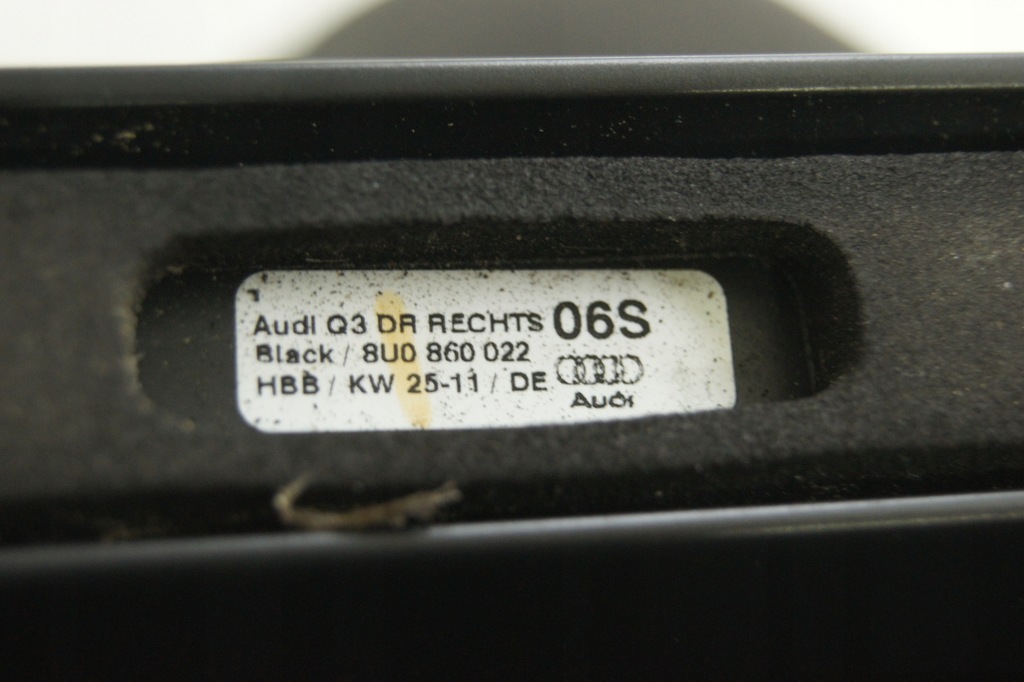 Audi Q3 DR RECHTS 06S
Black / 8U0 860 022
HBB / KW 25-11 / DE
Audi